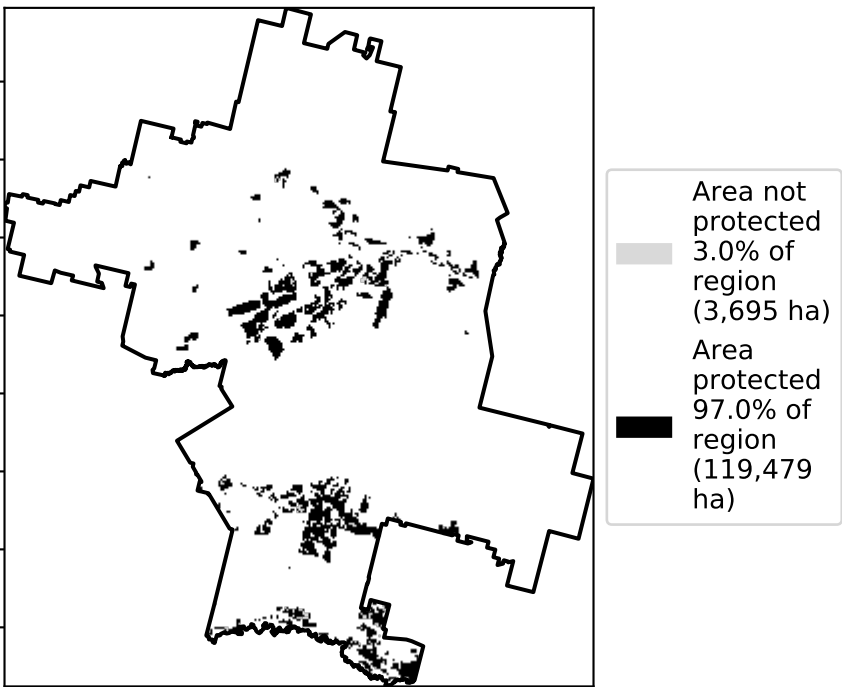 Area not
protected
3.0% of
region
(3,695 ha)
Area
protected
97.0% of
region
(119,479
ha)